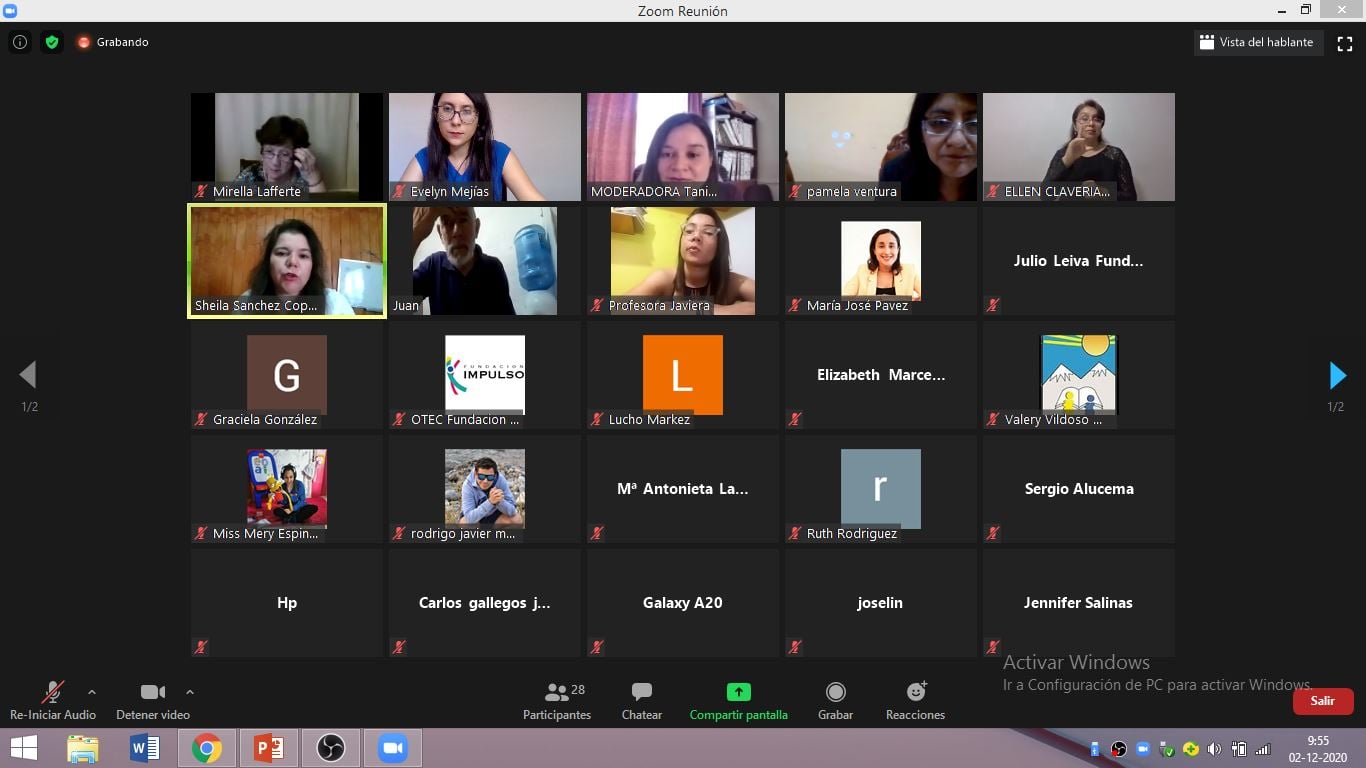 Zoom Reunión
Grabando
Vista del hablante
Mirella Lafferte
Evelyn Mejías
MODERADORA Tani...
pamela ventura
ELLEN CLAVERÍA...
Sheila Sanchez Cop...
Juan
Profesora Javiera
María José Pavez
Julio Leiva Fund...
G
Graciela González
FUNDACION
IMPULSO
OTEC Fundacion ...
L
Lucho Markez
Elizabeth Marce...
Valery Vildoso ...
1/2
1/2
Miss Mery Espin...
rodrigo javier m...
Mª Antonieta La...
r
Ruth Rodriguez
Sergio Alucema
Hp
Carlos gallegos j...
Galaxy A20
joselin
Jennifer Salinas
Activar Windows
Ir a Configuración de PC para activar Windows.
Re-Iniciar Audio
Detener video
28
Participantes
Chatear
Compartir pantalla
Grabar
Reacciones
Salir
9:55
02-12-2020